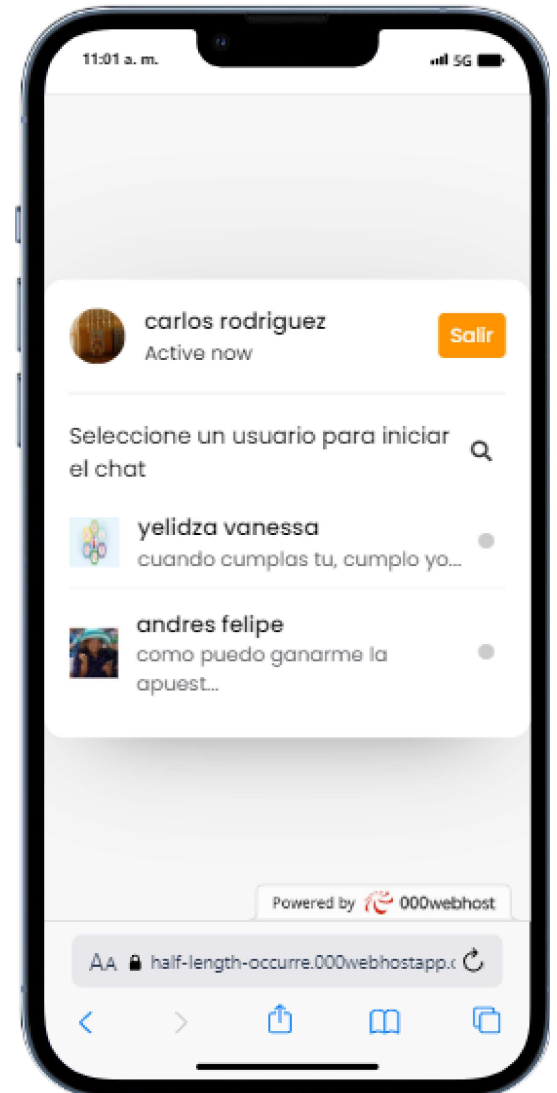 11:01 a. m.
5G
carlos rodriguez
Active now
Salir
Seleccione un usuario para iniciar
el chat
yelidza vanessa
cuando cumplas tu, cumplo yo...
andres felipe
como puedo ganarme la
apuest...
Powered by 000webhost
AA half-length-occurre.000webhostapp.c